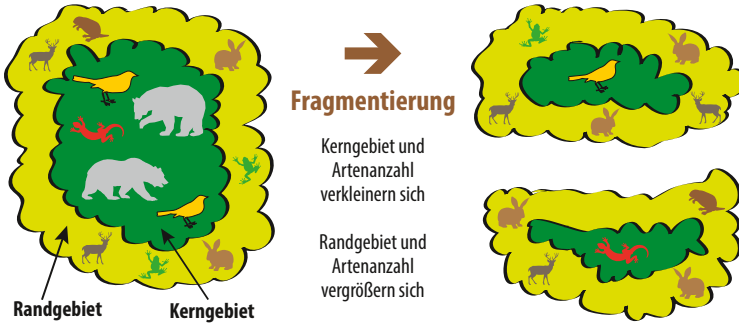 Fragmentierung
Kerngebiet und
Artenanzahl
verkleinern sich
Randgebiet und
Artenanzahl
vergrößern sich
Randgebiet
Kerngebiet